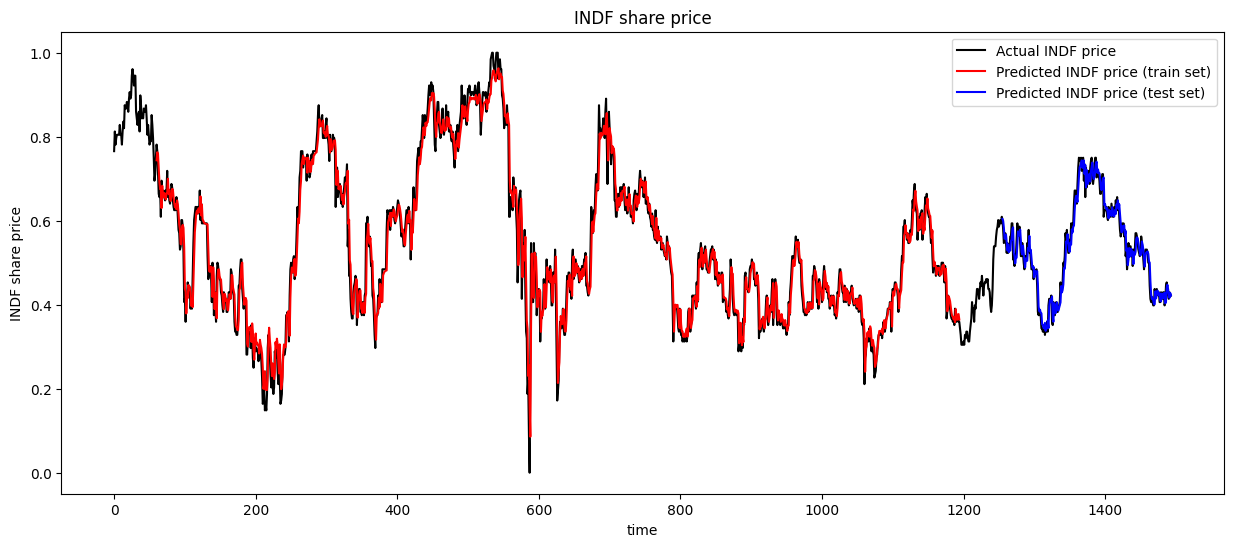 INDF share price
Actual INDF price
Predicted INDF price (train set)
Predicted INDF price (test set)
INDF share price
1.0
0.8
0.6
0.4
0.2
0.0
0 200 400 600 800 1000 1200 1400
time